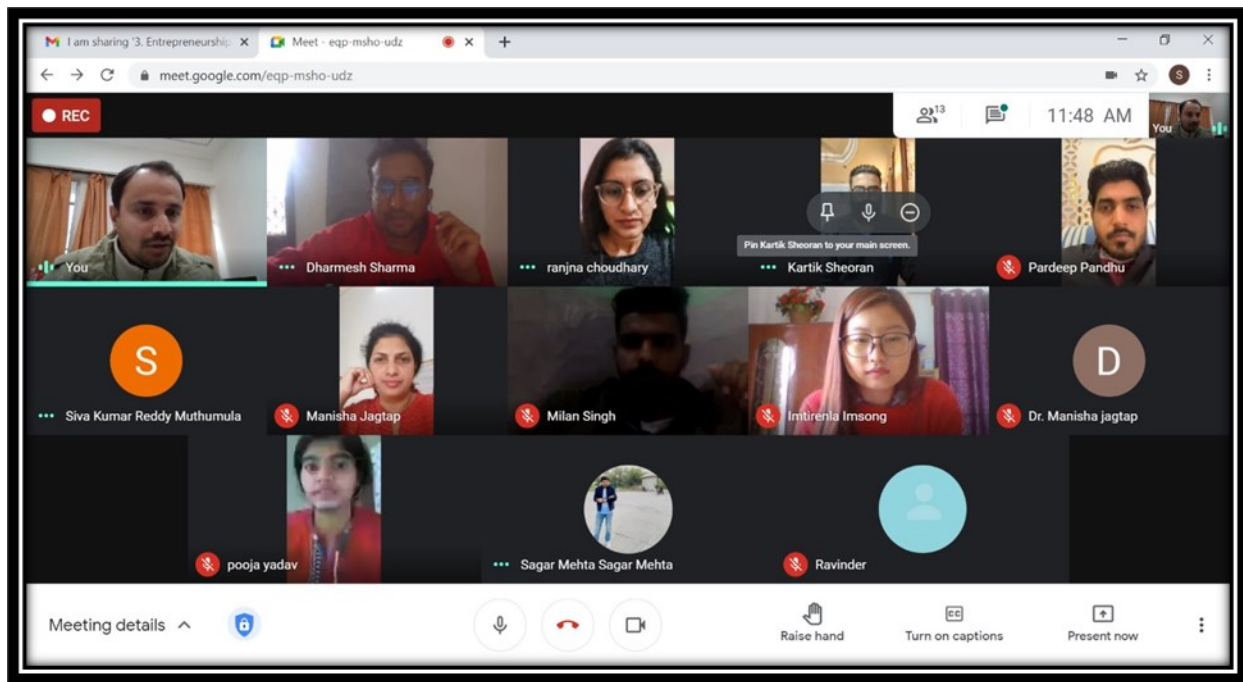 I am sharing '3. Entrepreneurship
Meet - eqp-msho-udz
meet.google.com/eqp-msho-udz
S
REC
13
11:48 AM
You
You
Dharmesh Sharma
ranjna choudhary
Pin Kartik Sheoran to your main screen.
Kartik Sheoran
Pardeep Pandhu
S
Siva Kumar Reddy Muthumula
Manisha Jagtap
Milan Singh
Imtirenla Imsong
D
Dr. Manisha jagtap
pooja yadav
Sagar Mehta Sagar Mehta
Ravinder
Meeting details
Raise hand
CC
Turn on captions
Present now